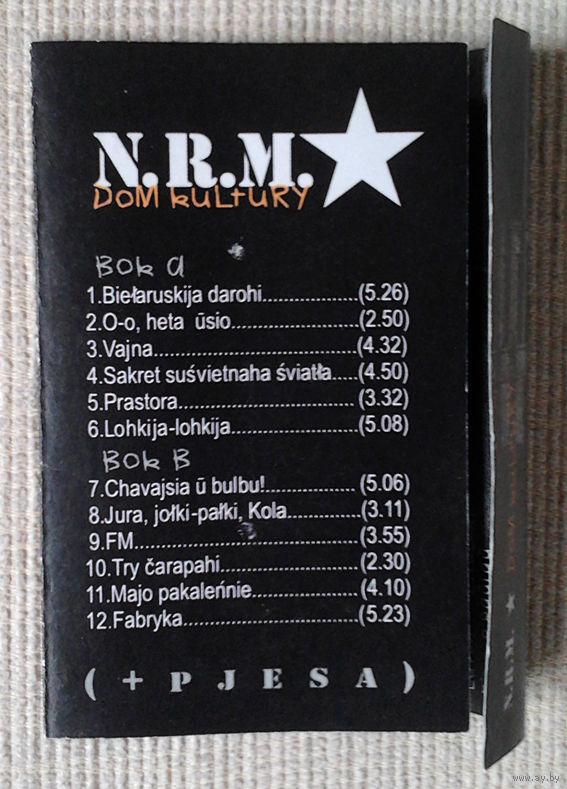 N.R.M.
DOM KULTURY
BOK A
1.Biełaruskija darohi..................(5.26)
2.O-o, heta ŭsio........................(2.50)
3.Vajna.......................................(4.32)
4.Sakret suśvietnaha śviatła.....(4.50)
5.Prastora..................................(3.32)
6.Lohkija-lohkija........................(5.08)
BOK B
7.Chavajsia ŭ bulbu!................. (5.06)
8.Jura, jołki-pałki, Kola.............(3.11)
9.FM...........................................(3.55)
10.Try čarapachi..........................(2.30)
11.Majo pakaleńnie....................(4.10)
12.Fabryka.................................(5.23)
( + P J E S A )
N.R.M. ★ DOM KULTURY
www.ay.by